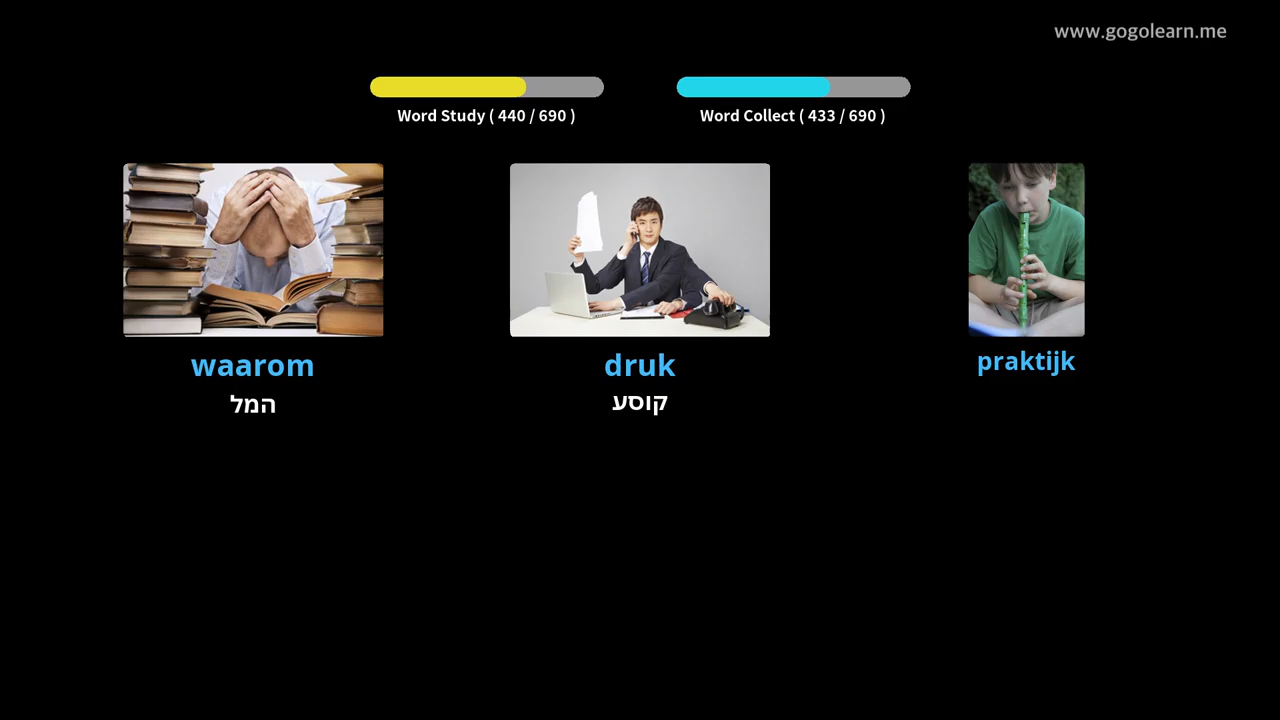 www.gogolearn.me
Word Study ( 440 / 690 )
Word Collect ( 433 / 690 )
waarom
המל
druk
קוסע
praktijk